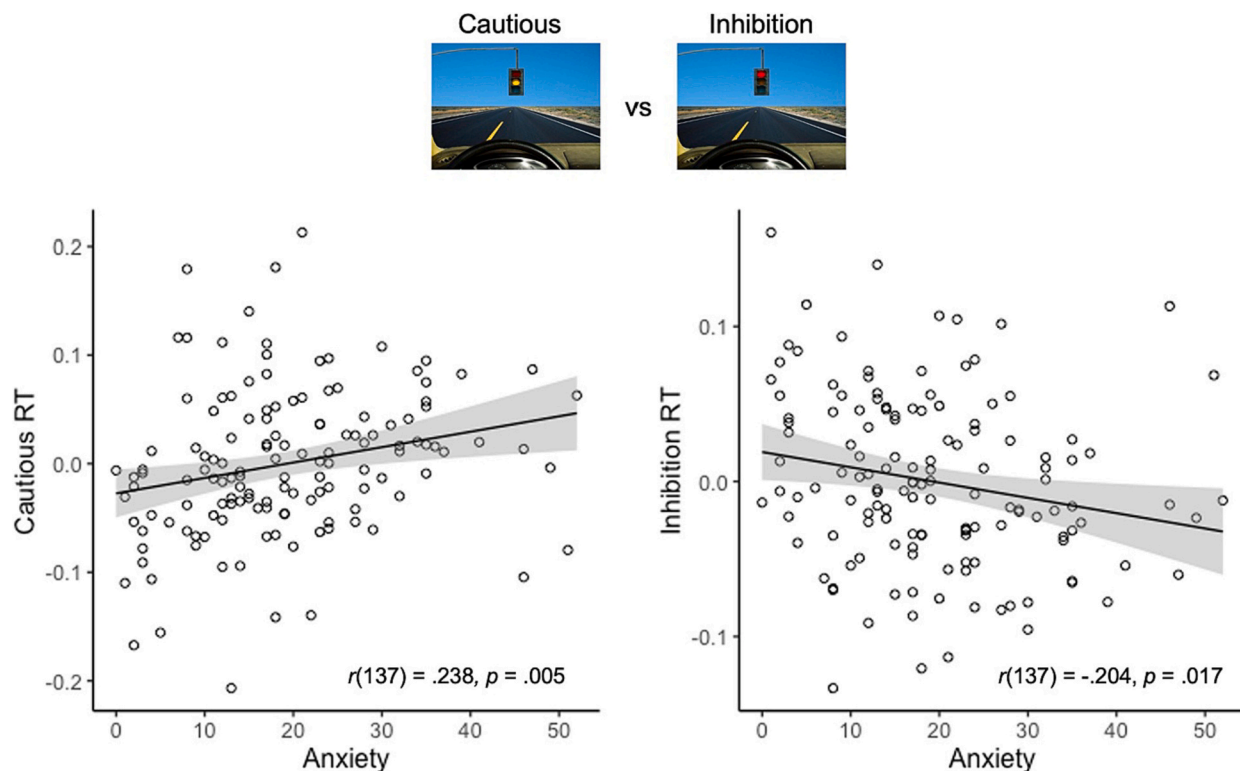 Cautious
Inhibition
vs
0.2
0.1
0.0
-0.1
-0.2
Cautious RT
r(137) = .238, p = .005
0
10
20
30
40
50
Anxiety
0.1
0.0
-0.1
Inhibition RT
r(137) = -.204, p = .017
0
10
20
30
40
50
Anxiety